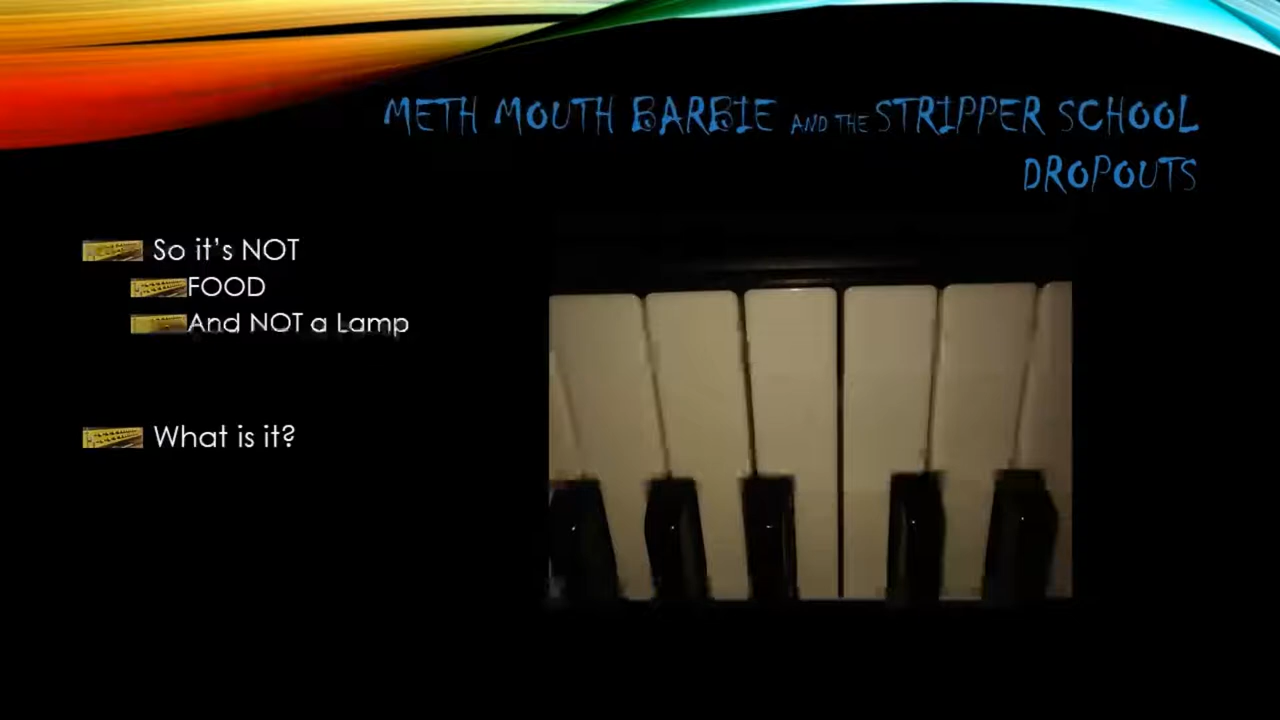 METH MOUTH BARBIE AND THE STRIPPER SCHOOL
DROPOUTS
So it's NOT
FOOD
And NOT a Lamp
What is it?